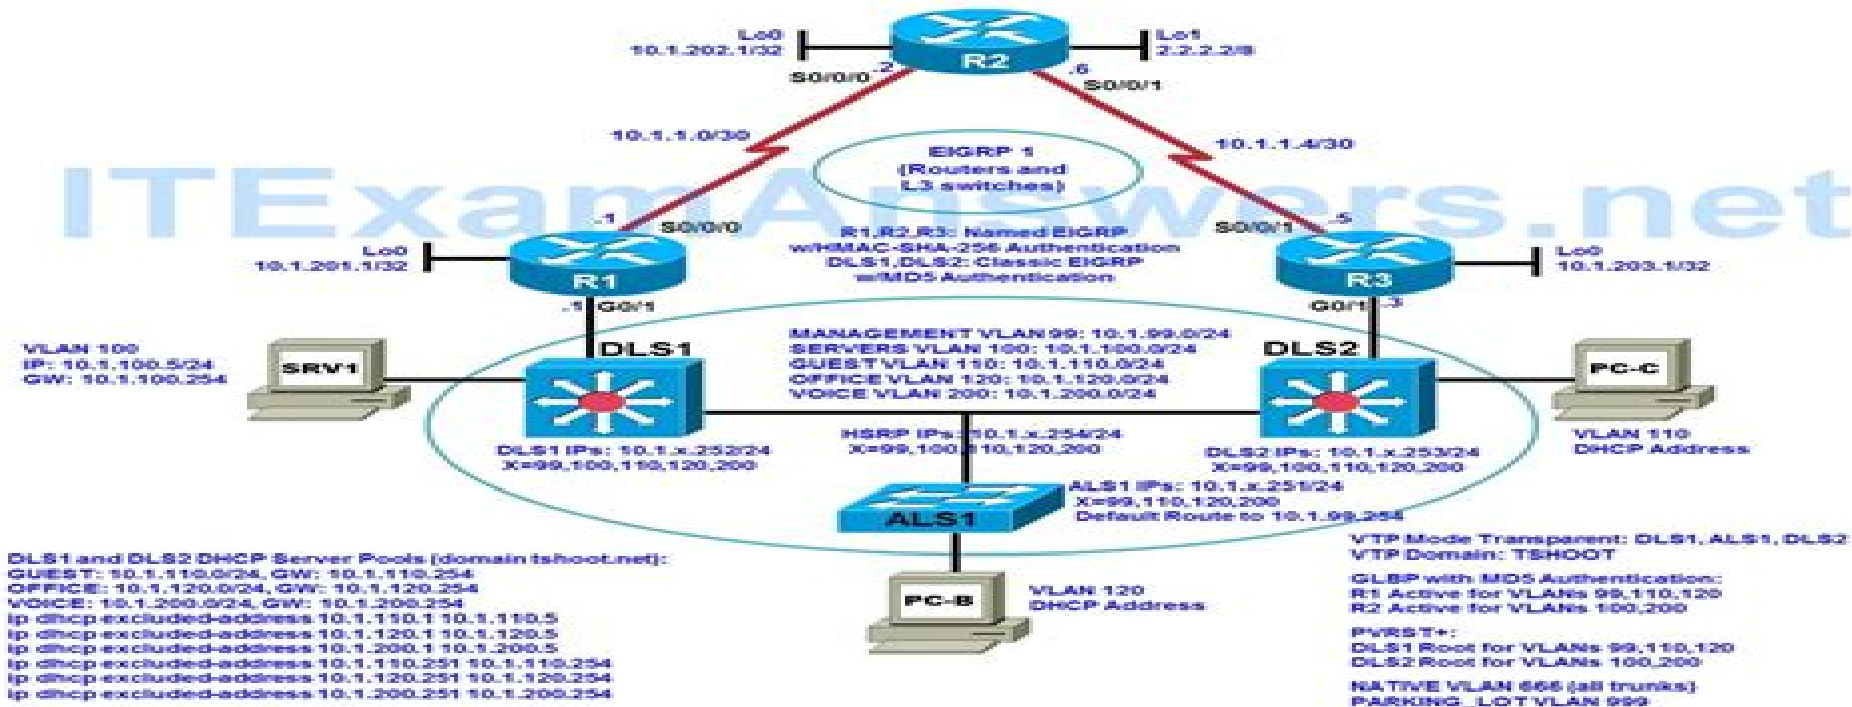 Lo0
10.1.202.1/32
Lo1
2.2.2.2/8
R2
S0/0/0
.2
.6
S0/0/1
10.1.1.0/30
10.1.1.4/30
EIGRP 1
(Routers and
L3 switches)
ITExamAnswers.net
.1
S0/0/0
S0/0/1
.5
R1,R2,R3: Named EIGRP
w/HMAC-SHA-256 Authentication
DLS1,DLS2: Classic EIGRP
w/MD5 Authentication
Lo0
10.1.201.1/32
R1
R3
Lo0
10.1.203.1/32
.1
G0/1
G0/1
.3
VLAN 100
IP: 10.1.100.5/24
GW: 10.1.100.254
SRV1
DLS1
MANAGEMENT VLAN 99: 10.1.99.0/24
SERVERS VLAN 100: 10.1.100.0/24
GUEST VLAN 110: 10.1.110.0/24
OFFICE VLAN 120: 10.1.120.0/24
VOICE VLAN 200: 10.1.200.0/24
DLS2
PC-C
VLAN 110
DHCP Address
DLS1 IPs: 10.1.x.252/24
X=99,100,110,120,200
HSRP IPs: 10.1.x.254/24
X=99,100,110,120,200
DLS2 IPs: 10.1.x.253/24
X=99,100,110,120,200
ALS1 IPs: 10.1.x.251/24
X=99,110,120,200
Default Route to 10.1.99.254
ALS1
PC-B
VLAN 120
DHCP Address
DLS1 and DLS2 DHCP Server Pools (domain tshoot.net):
GUEST: 10.1.110.0/24, GW: 10.1.110.254
OFFICE: 10.1.120.0/24, GW: 10.1.120.254
VOICE: 10.1.200.0/24, GW: 10.1.200.254
ip dhcp excluded-address 10.1.110.1 10.1.110.5
ip dhcp excluded-address 10.1.120.1 10.1.120.5
ip dhcp excluded-address 10.1.200.1 10.1.200.5
ip dhcp excluded-address 10.1.110.251 10.1.110.254
ip dhcp excluded-address 10.1.120.251 10.1.120.254
ip dhcp excluded-address 10.1.200.251 10.1.200.254
VTP Mode Transparent: DLS1, ALS1, DLS2
VTP Domain: TSHOOT
GLBP with MD5 Authentication:
R1 Active for VLANs 99,110,120
R2 Active for VLANs 100,200
PVRST+:
DLS1 Root for VLANs 99,110,120
DLS2 Root for VLANs 100,200
NATIVE VLAN 666 (all trunks)
PARKING_LOT VLAN 999